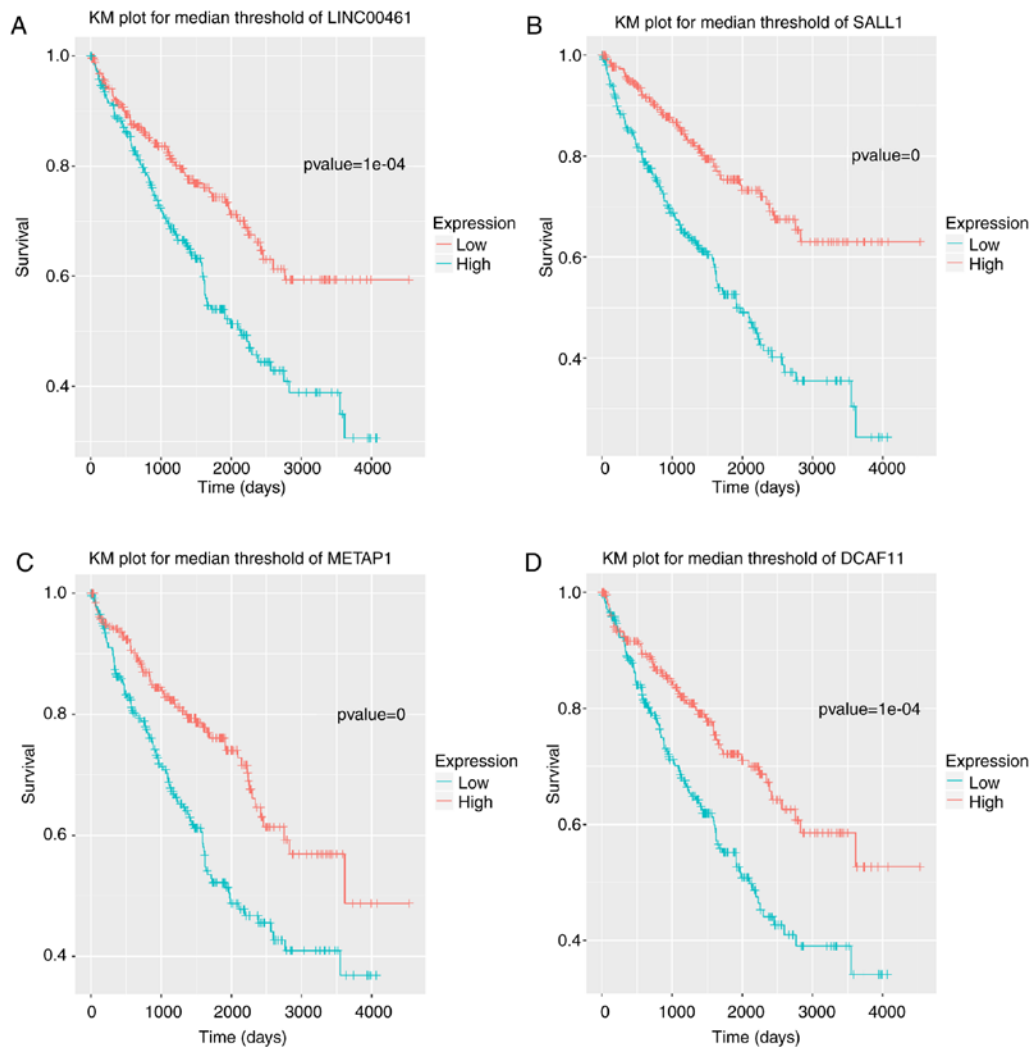 A
KM plot for median threshold of LINC00461
1.0
0.8
0.6
0.4
Survival
pvalue=1e-04
Expression
Low
High
0 1000 2000 3000 4000
Time (days)
B
KM plot for median threshold of SALL1
1.0
0.8
0.6
0.4
Survival
pvalue=0
Expression
Low
High
0 1000 2000 3000 4000
Time (days)
C
KM plot for median threshold of METAP1
1.0
0.8
0.6
0.4
Survival
pvalue=0
Expression
Low
High
0 1000 2000 3000 4000
Time (days)
D
KM plot for median threshold of DCAF11
1.0
0.8
0.6
0.4
Survival
pvalue=1e-04
Expression
Low
High
0 1000 2000 3000 4000
Time (days)